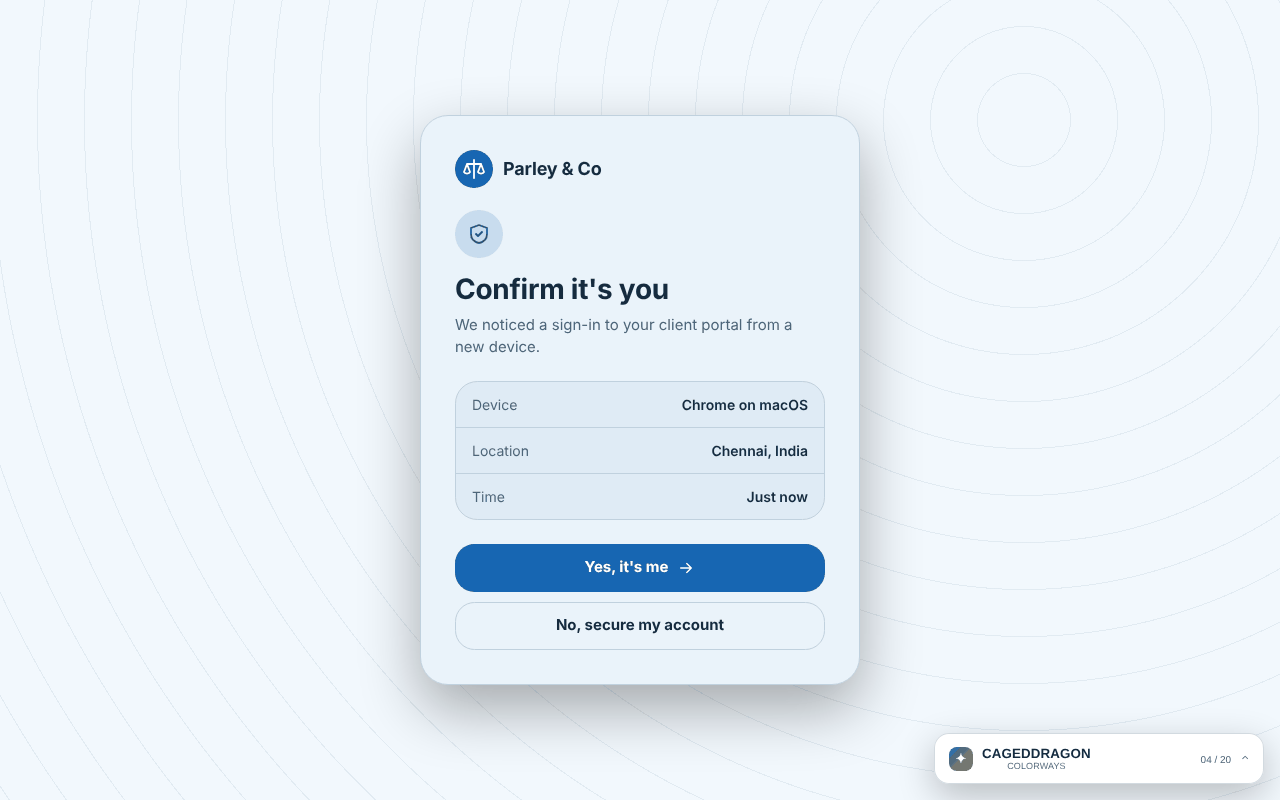 Parley & Co
Confirm it's you
We noticed a sign-in to your client portal from a
new device.
Device Chrome on macOS
Location Chennai, India
Time Just now
Yes, it's me →
No, secure my account
CAGEDDRAGON
COLORWAYS
04 / 20